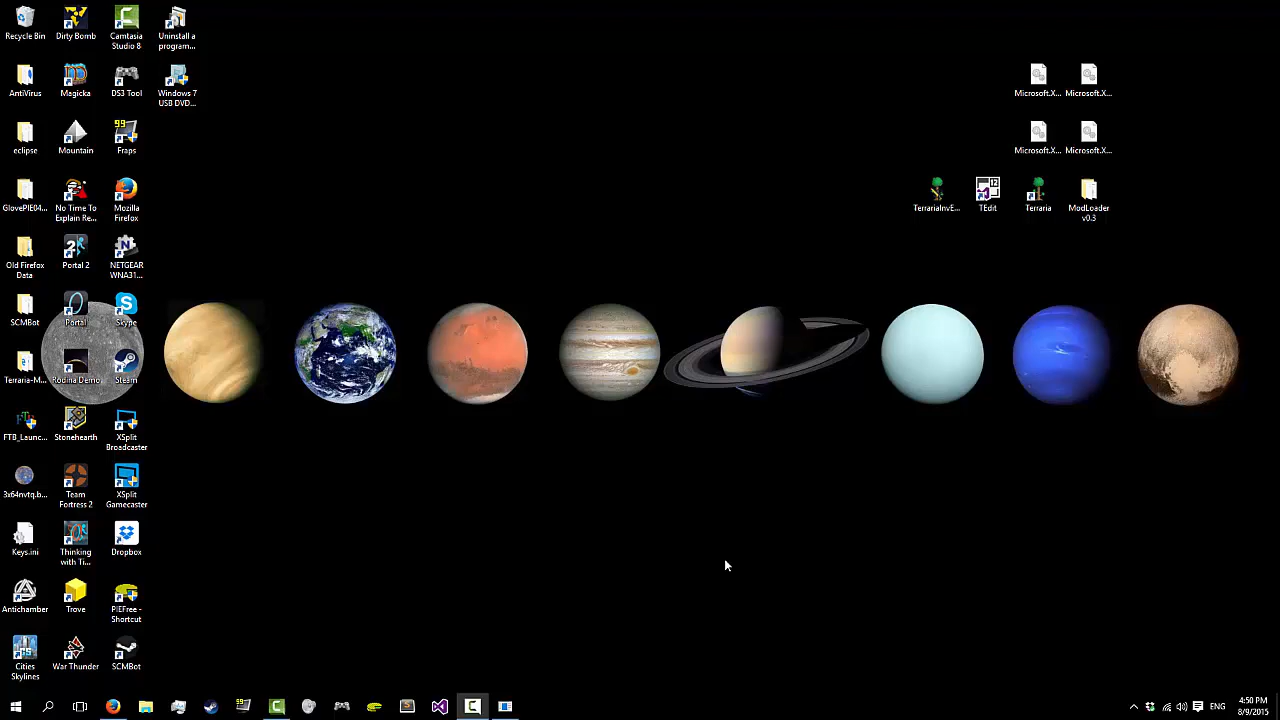 Recycle Bin
Dirty Bomb
Camtasia
Studio 8
Uninstall a
program...
AntiVirus
Magicka
DS3 Tool
Windows 7
USB DVD...
eclipse
Mountain
99
Fraps
GlovePIE04...
No Time To
Explain Re...
Mozilla
Firefox
Old Firefox
Data
2
Portal 2
N
NETGEAR
WNA31...
SCMBot
Portal
Skype
Terraria-M...
Rodina Demo
Steam
FTB_Launc...
Stonehearth
XSplit
Broadcaster
3x64nvtq.b...
Team
Fortress 2
XSplit
Gamecaster
Keys.ini
Thinking
with Ti...
Dropbox
Antichamber
Trove
PIEFree -
Shortcut
Cities
Skylines
War Thunder
SCMBot
Microsoft.X...
Microsoft.X...
Microsoft.X...
Microsoft.X...
TerrariaInvE...
12
TEdit
Terraria
ModLoader
v0.3
99
ENG
4:50 PM
8/9/2015